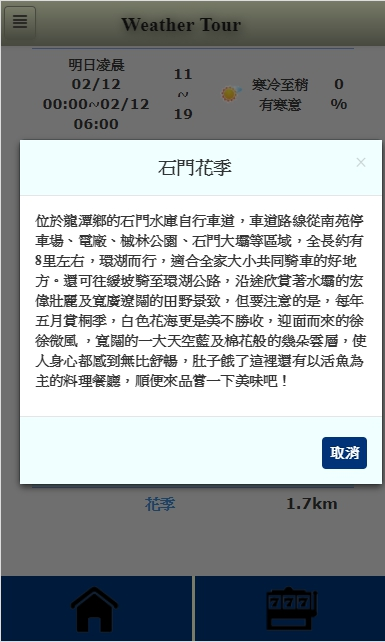 Weather Tour
明日凌晨
02/12
00:00~02/12
06:00
11
~
19
寒冷至稍
有寒意
0
%
石門花季
×
位於龍潭鄉的石門水庫自行車道，車道路線從南苑停
車場、電廠、槭林公園、石門大壩等區域，全長約有
8里左右，環湖而行，適合全家大小共同騎車的好地
方。還可往緩坡騎至環湖公路，沿途欣賞著水壩的宏
偉壯麗及寬廣遼闊的田野景致，但要注意的是，每年
五月賞桐季，白色花海更是美不勝收，迎面而來的徐
徐微風 ，寬闊的一大天空藍及棉花般的幾朵雲層，使
人身心都感到無比舒暢，肚子餓了這裡還有以活魚為
主的料理餐廳，順便來品嘗一下美味吧！
取消
花季
1.7km
777